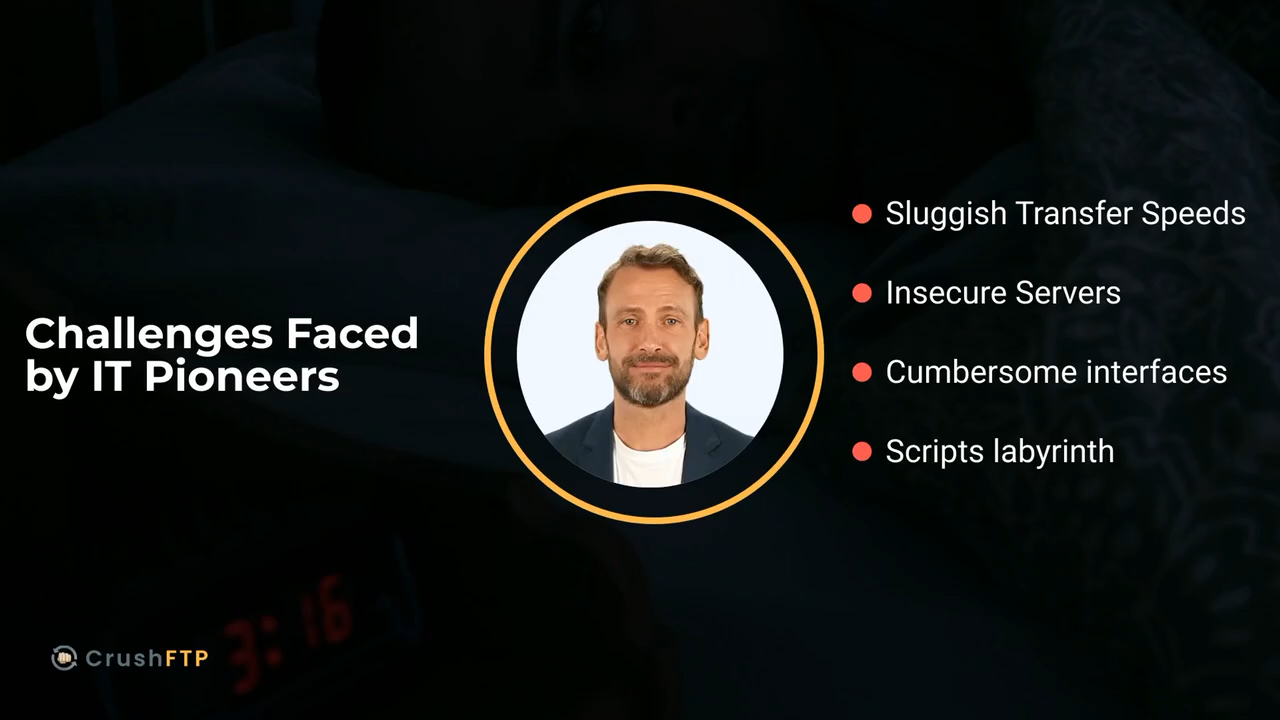 Challenges Faced
by IT Pioneers
Sluggish Transfer Speeds
Insecure Servers
Cumbersome interfaces
Scripts labyrinth
3:16
CrushFTP